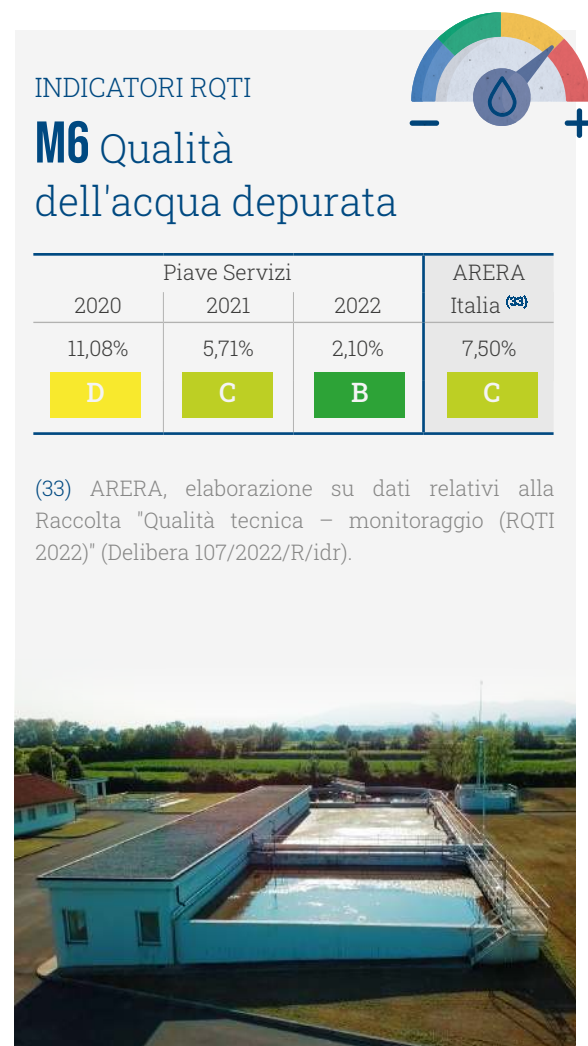 INDICATORI RQTI
M6 Qualità
dell'acqua depurata
Piave Servizi ARERA
2020 2021 2022 Italia (33)
11,08% 5,71% 2,10% 7,50%
D C B C
(33) ARERA, elaborazione su dati relativi alla
Raccolta "Qualità tecnica – monitoraggio (RQTI
2022)" (Delibera 107/2022/R/idr).